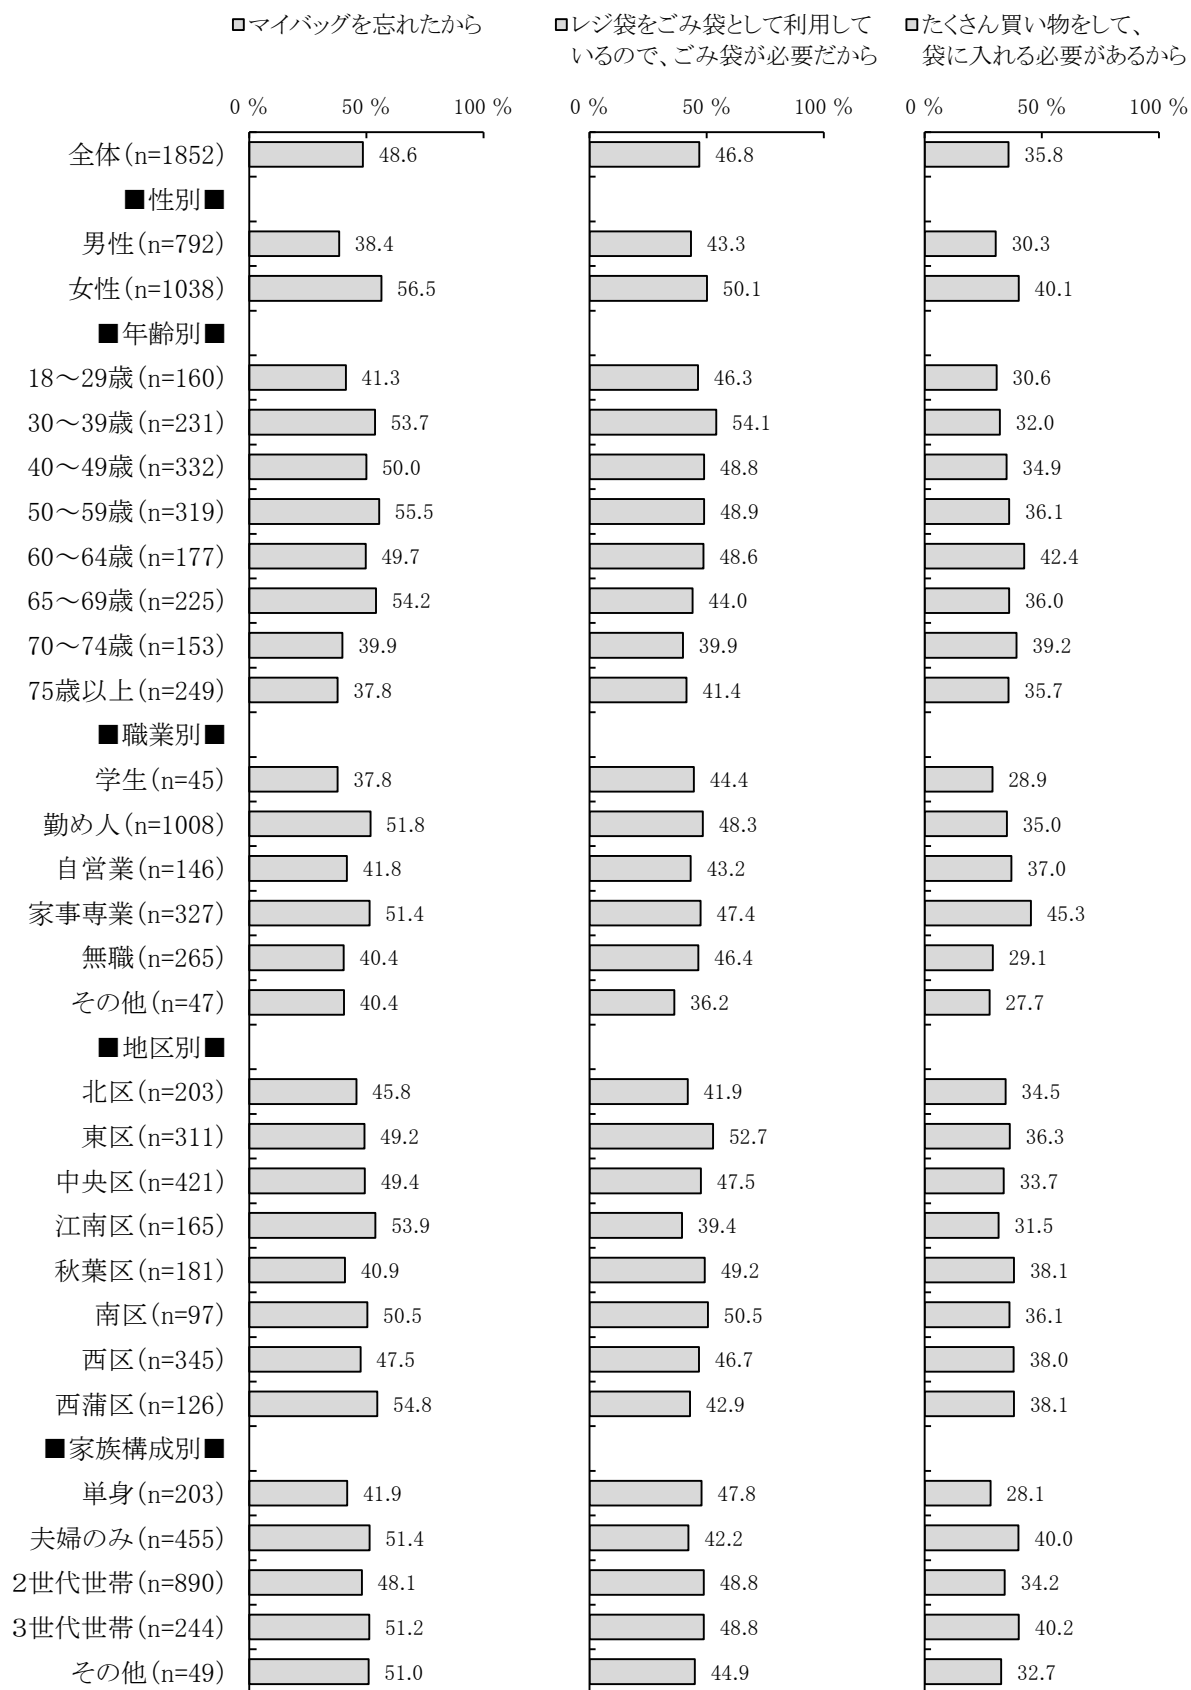 マイバッグを忘れたから
レジ袋をごみ袋として利用して
いるので、ごみ袋が必要だから
たくさん買い物をして、
袋に入れる必要があるから
0 % 50 % 100 % 0 % 50 % 100 % 0 % 50 % 100 %
全体(n=1852) 48.6 46.8 35.8
■性別■
男性(n=792) 38.4 43.3 30.3
女性(n=1038) 56.5 50.1 40.1
■年齢別■
18～29歳(n=160) 41.3 46.3 30.6
30～39歳(n=231) 53.7 54.1 32.0
40～49歳(n=332) 50.0 48.8 34.9
50～59歳(n=319) 55.5 48.9 36.1
60～64歳(n=177) 49.7 48.6 42.4
65～69歳(n=225) 54.2 44.0 36.0
70～74歳(n=153) 39.9 39.9 39.2
75歳以上(n=249) 37.8 41.4 35.7
■職業別■
学生(n=45) 37.8 44.4 28.9
勤め人(n=1008) 51.8 48.3 35.0
自営業(n=146) 41.8 43.2 37.0
家事専業(n=327) 51.4 47.4 45.3
無職(n=265) 40.4 46.4 29.1
その他(n=47) 40.4 36.2 27.7
■地区別■
北区(n=203) 45.8 41.9 34.5
東区(n=311) 49.2 52.7 36.3
中央区(n=421) 49.4 47.5 33.7
江南区(n=165) 53.9 39.4 31.5
秋葉区(n=181) 40.9 49.2 38.1
南区(n=97) 50.5 50.5 36.1
西区(n=345) 47.5 46.7 38.0
西蒲区(n=126) 54.8 42.9 38.1
■家族構成別■
単身(n=203) 41.9 47.8 28.1
夫婦のみ(n=455) 51.4 42.2 40.0
２世代世帯(n=890) 48.1 48.8 34.2
３世代世帯(n=244) 51.2 48.8 40.2
その他(n=49) 51.0 44.9 32.7